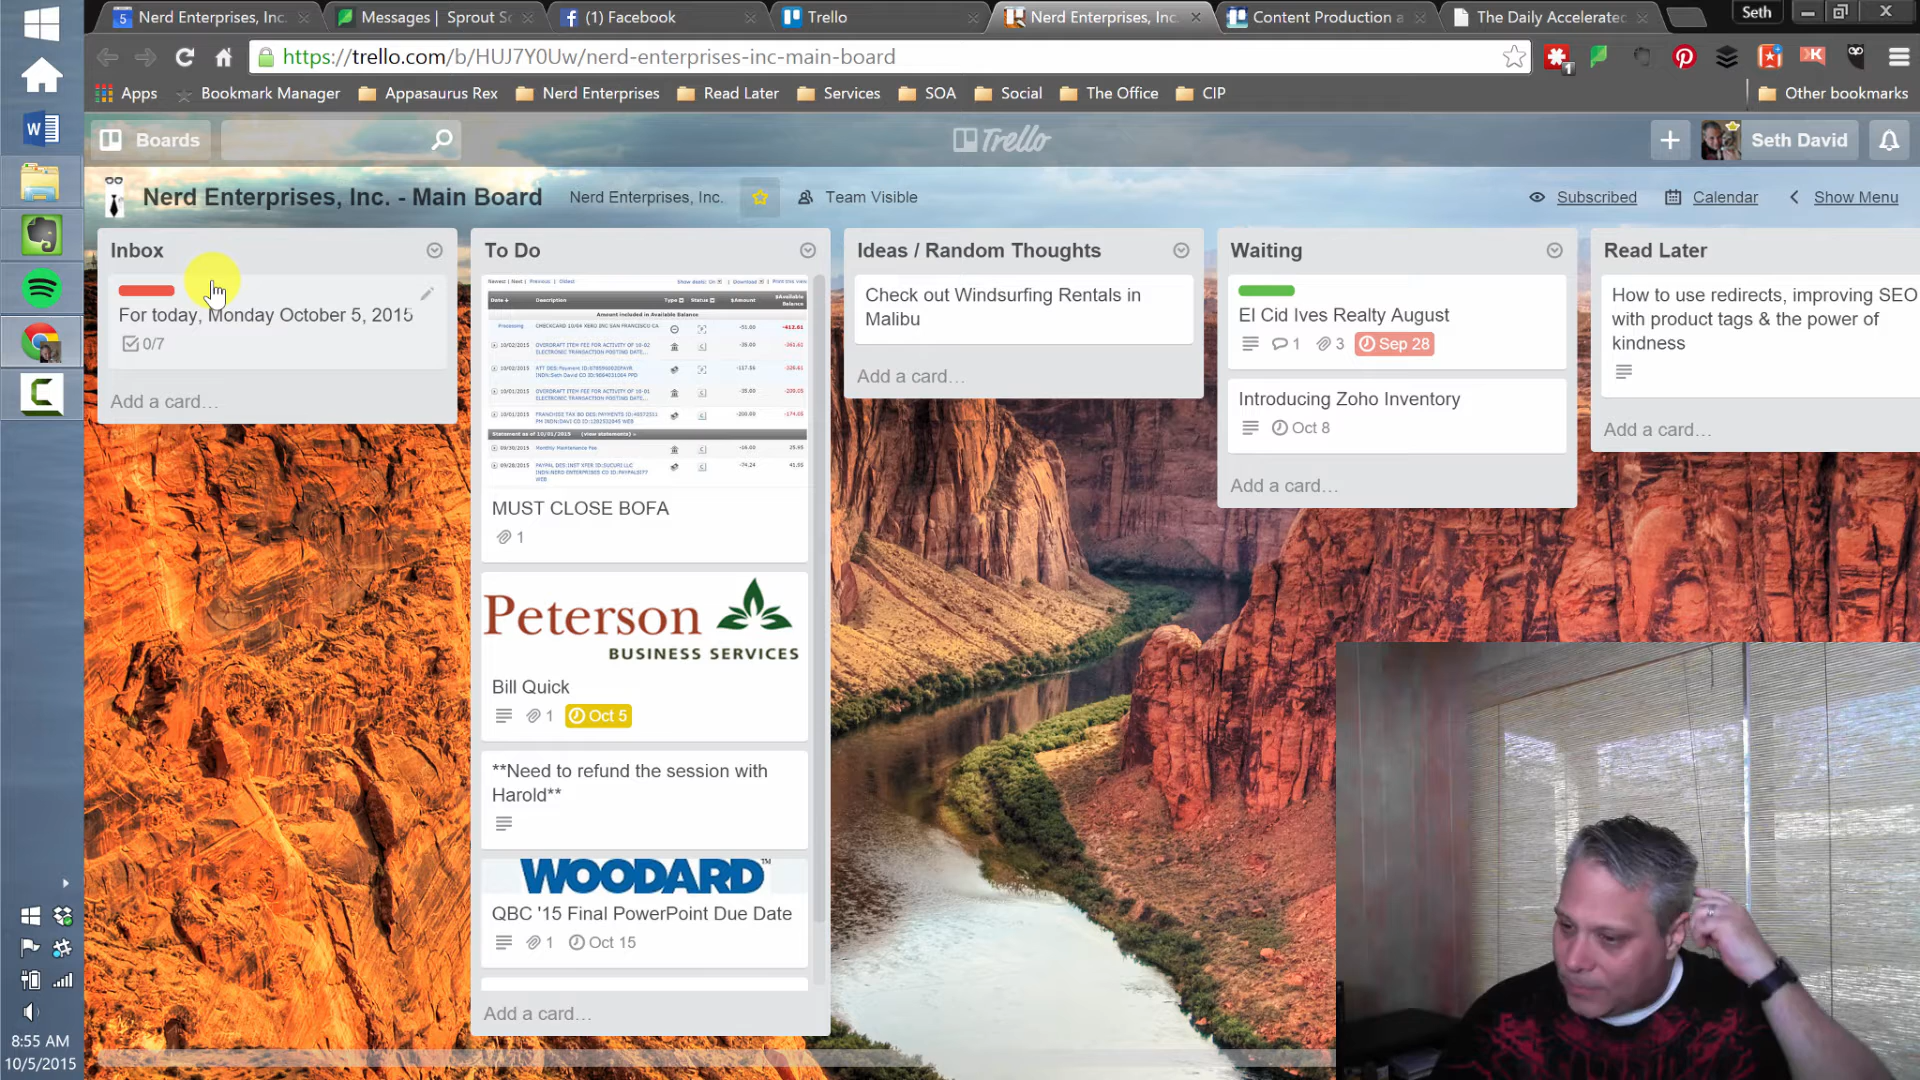 Nerd Enterprises, Inc.
Messages | Sprout So
(1) Facebook
Trello
Nerd Enterprises, Inc.
Content Production a
The Daily Accelerated
Seth
https://trello.com/b/HUJ7Y0Uw/nerd-enterprises-inc-main-board
Apps
Bookmark Manager
Appasaurus Rex
Nerd Enterprises
Read Later
Services
SOA
Social
The Office
CIP
Other bookmarks
Boards
Trello
Seth David
Nerd Enterprises, Inc. - Main Board
Nerd Enterprises, Inc.
Team Visible
Subscribed
Calendar
Show Menu
Inbox
For today, Monday October 5, 2015
0/7
Add a card…
To Do
MUST CLOSE BOFA
1
Peterson
BUSINESS SERVICES
Bill Quick
1
Oct 5
**Need to refund the session with
Harold**
WOODARD™
QBC '15 Final PowerPoint Due Date
1
Oct 15
Add a card…
Ideas / Random Thoughts
Check out Windsurfing Rentals in
Malibu
Add a card…
Waiting
El Cid Ives Realty August
1
3
Sep 28
Introducing Zoho Inventory
Oct 8
Add a card…
Read Later
How to use redirects, improving SEO
with product tags & the power of
kindness
Add a card…
8:55 AM
10/5/2015